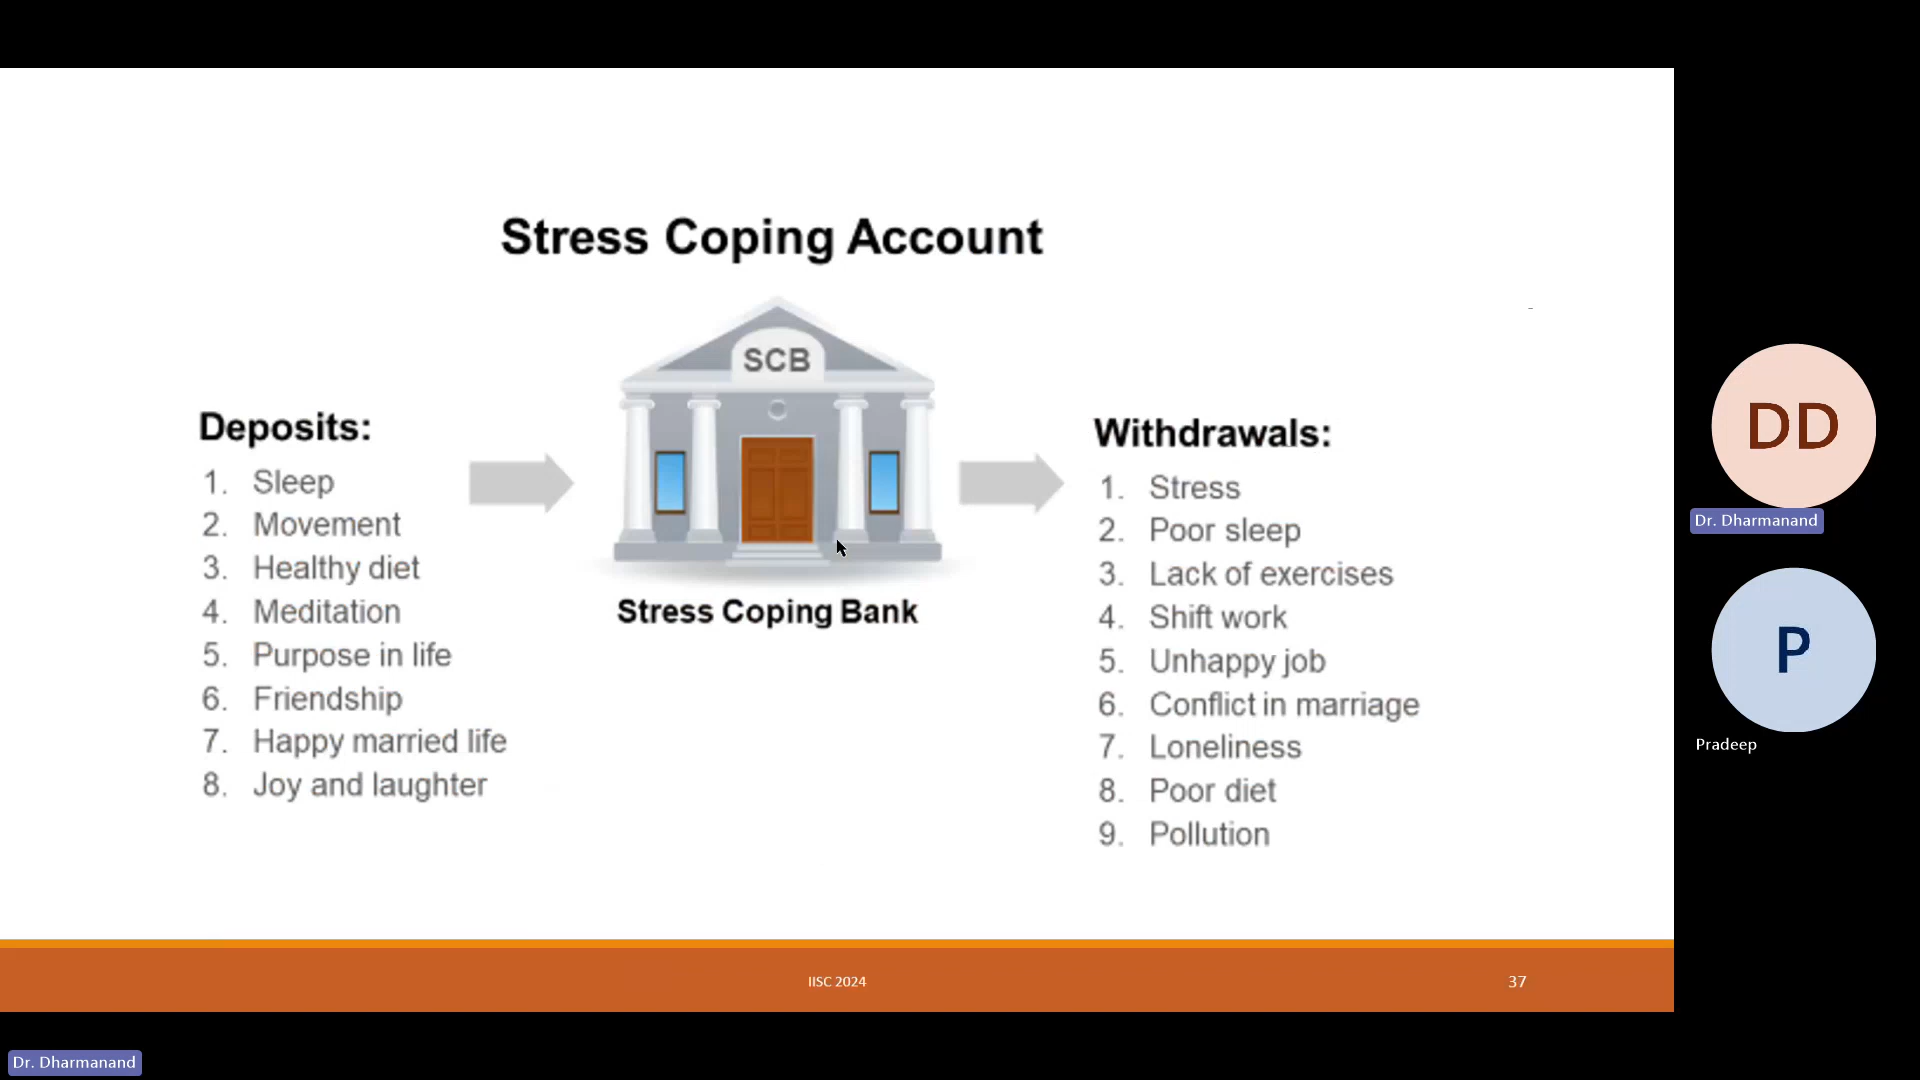 Stress Coping Account
SCB
Stress Coping Bank
Deposits:
1. Sleep
2. Movement
3. Healthy diet
4. Meditation
5. Purpose in life
6. Friendship
7. Happy married life
8. Joy and laughter
Withdrawals:
1. Stress
2. Poor sleep
3. Lack of exercises
4. Shift work
5. Unhappy job
6. Conflict in marriage
7. Loneliness
8. Poor diet
9. Pollution
IISC 2024
37
DD
Dr. Dharmanand
P
Pradeep
Dr. Dharmanand